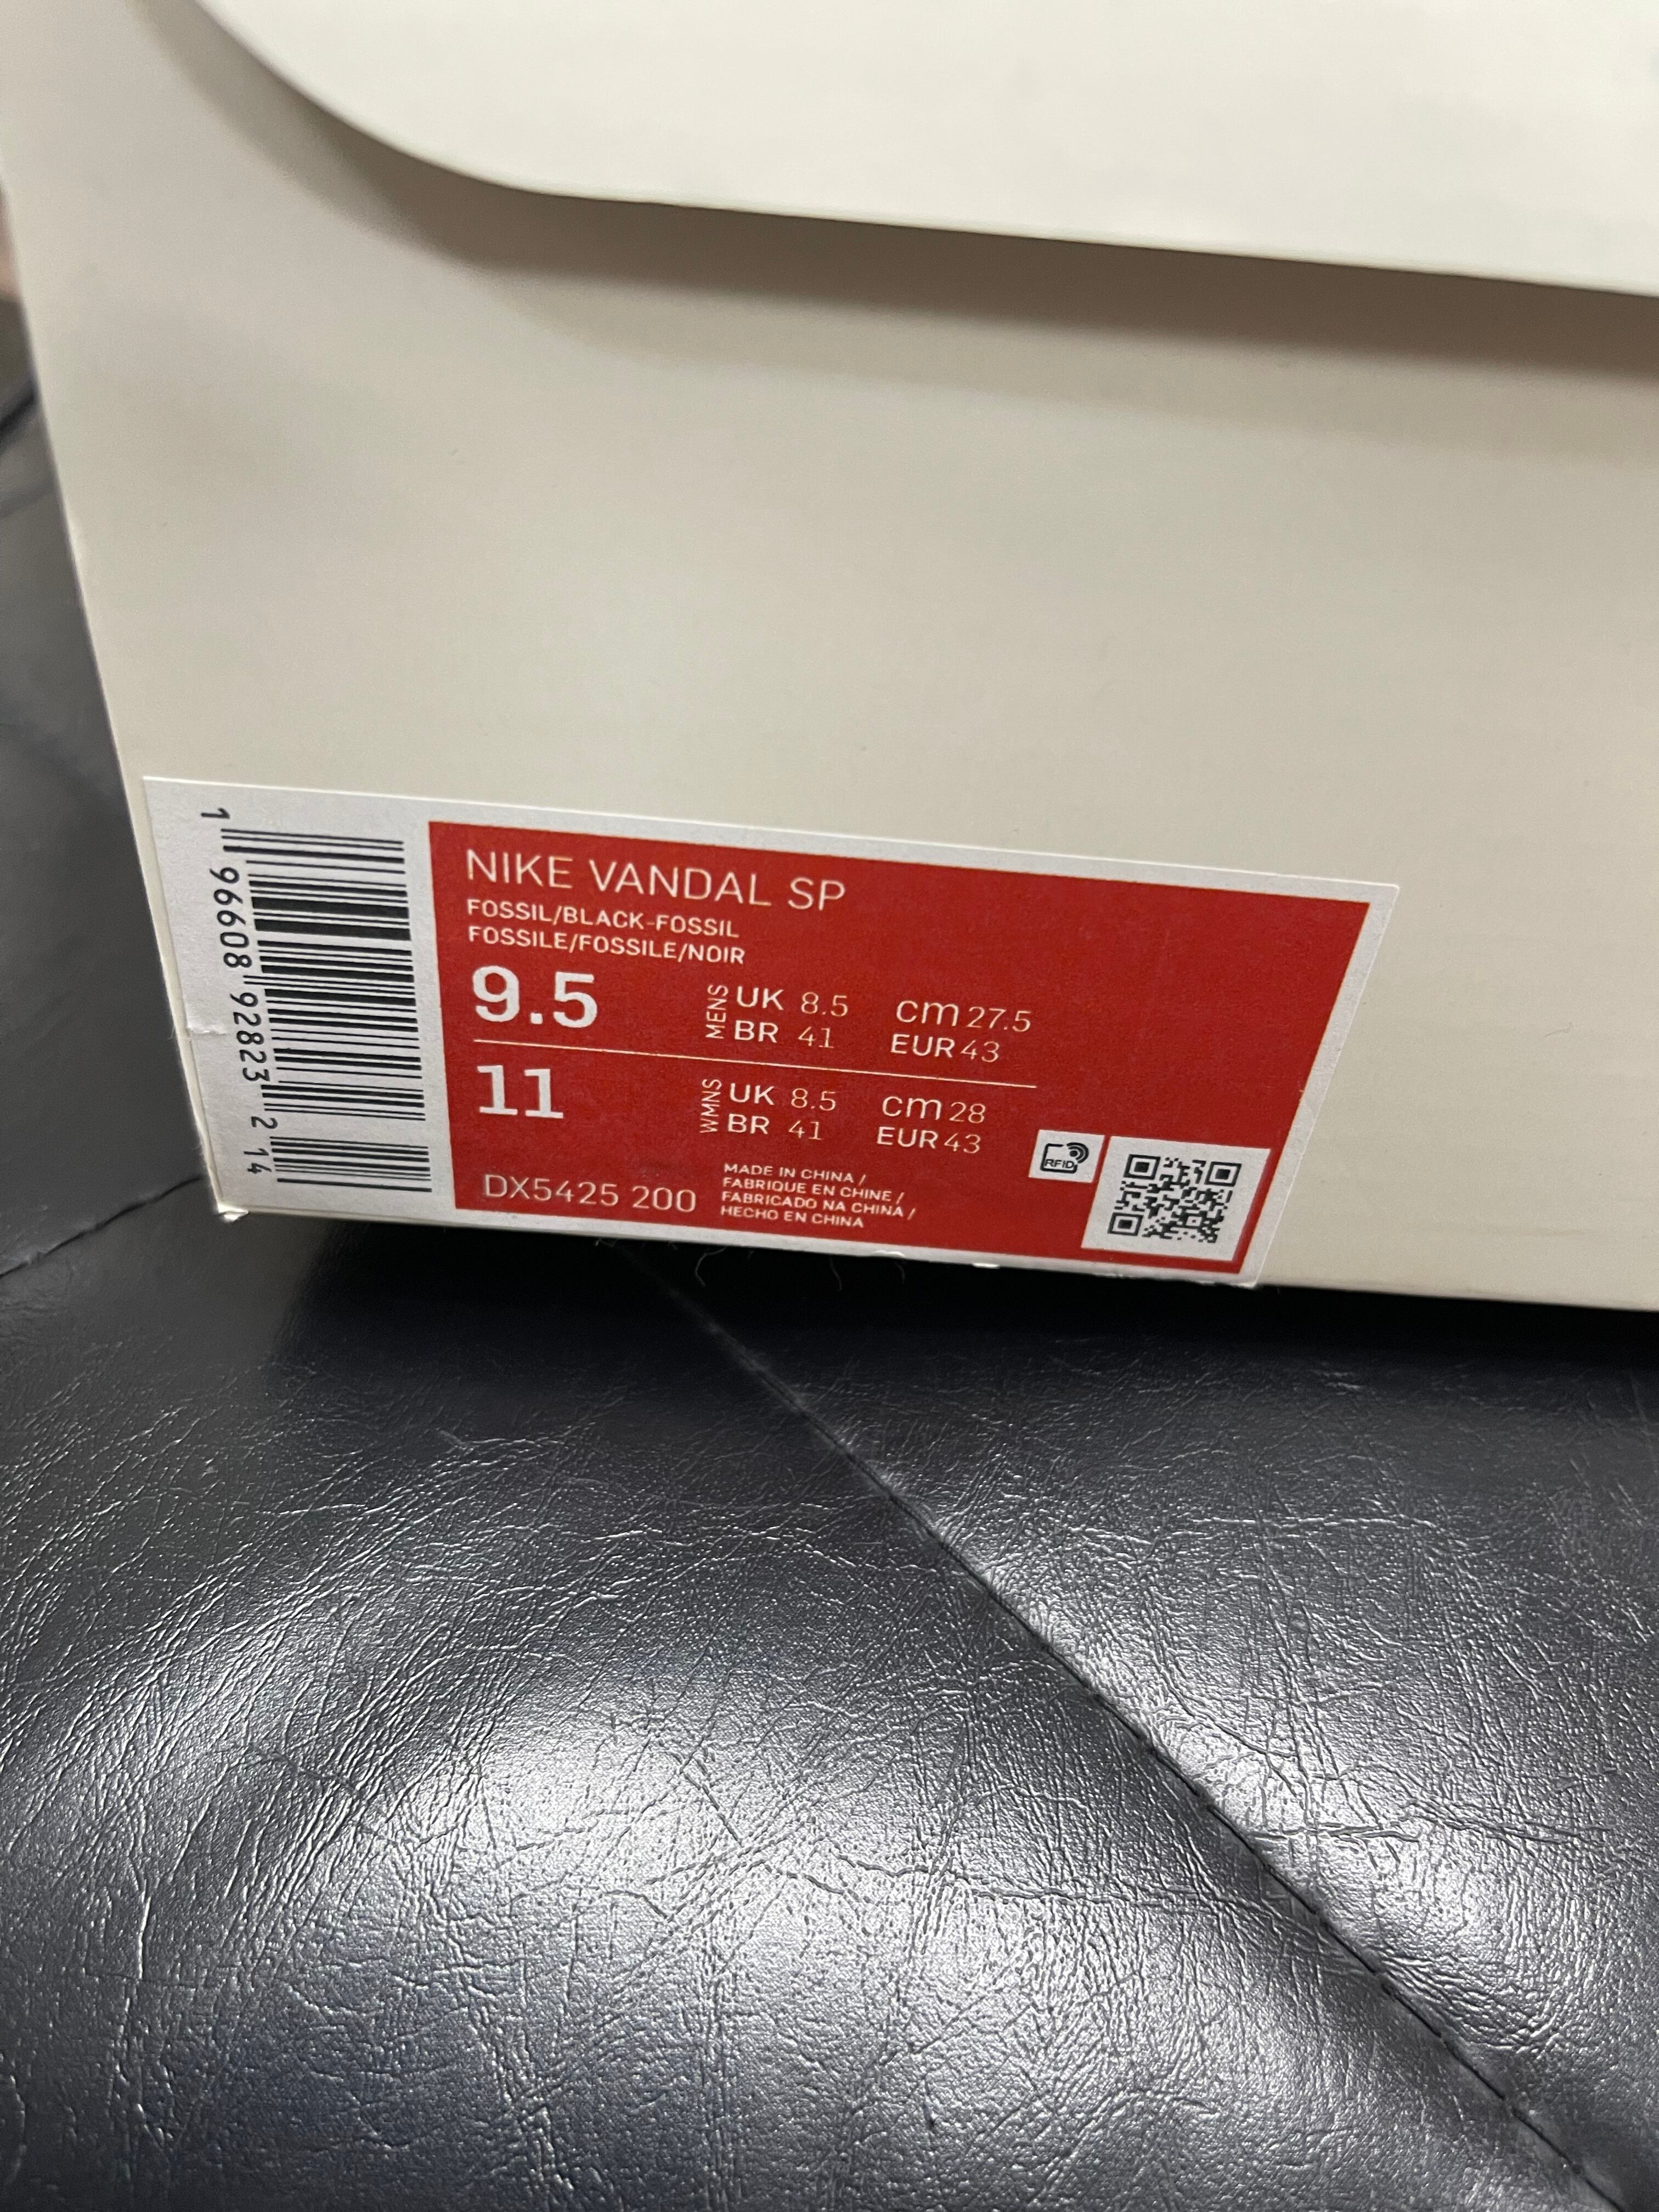 NIKE VANDAL SP
FOSSIL/BLACK-FOSSIL
FOSSILE/FOSSILE/NOIR
9.5 MENS UK 8.5 cm 27.5
BR 41 EUR 43
11 WMNS UK 8.5 cm 28
BR 41 EUR 43
DX5425 200
MADE IN CHINA /
FABRIQUE EN CHINE /
FABRICADO NA CHINA /
HECHO EN CHINA
RFID
1 96608 92823 2 14